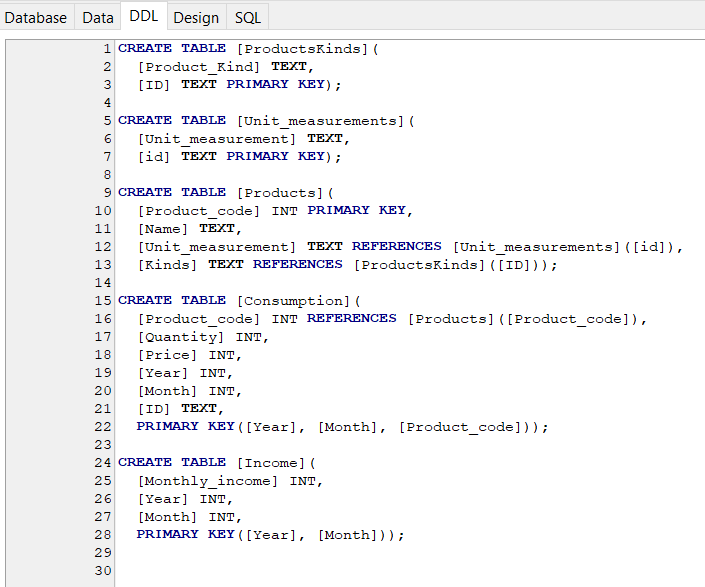 Database Data DDL Design SQL
1 CREATE TABLE [ProductsKinds](
2 [Product_Kind] TEXT,
3 [ID] TEXT PRIMARY KEY);
4
5 CREATE TABLE [Unit_measurements](
6 [Unit_measurement] TEXT,
7 [id] TEXT PRIMARY KEY);
8
9 CREATE TABLE [Products](
10 [Product_code] INT PRIMARY KEY,
11 [Name] TEXT,
12 [Unit_measurement] TEXT REFERENCES [Unit_measurements]([id]),
13 [Kinds] TEXT REFERENCES [ProductsKinds]([ID]));
14
15 CREATE TABLE [Consumption](
16 [Product_code] INT REFERENCES [Products]([Product_code]),
17 [Quantity] INT,
18 [Price] INT,
19 [Year] INT,
20 [Month] INT,
21 [ID] TEXT,
22 PRIMARY KEY([Year], [Month], [Product_code]));
23
24 CREATE TABLE [Income](
25 [Monthly_income] INT,
26 [Year] INT,
27 [Month] INT,
28 PRIMARY KEY([Year], [Month]));
29
30